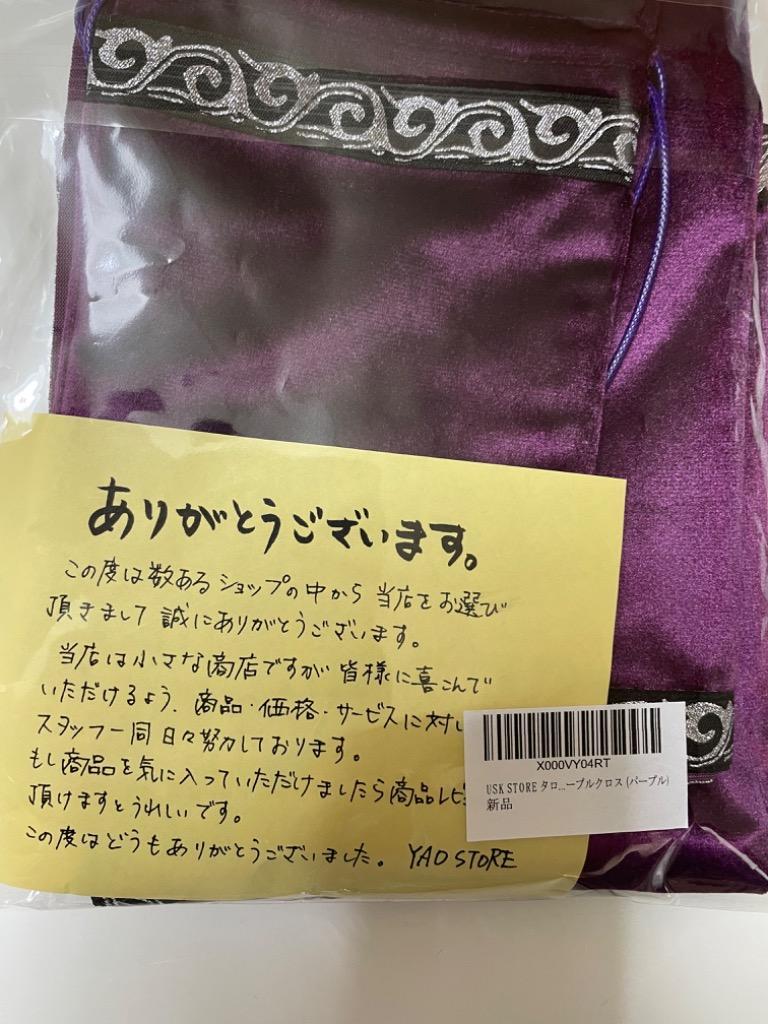 ありがとうございます。
この度は数あるショップの中から当店をお選び
頂きまして誠にありがとうございます。
当店は小さな商店ですが皆様に喜こんで
いただけるよう、商品・価格・サービスに対し
スタッフ一同日々努力しております。
もし商品を気に入っていただけましたら商品レビ
頂けますとうれしいです。
この度はどうもありがとうございました。 YAO STORE
X000VY04RT
USK STORE タロ...ーブルクロス (パープル)
新品